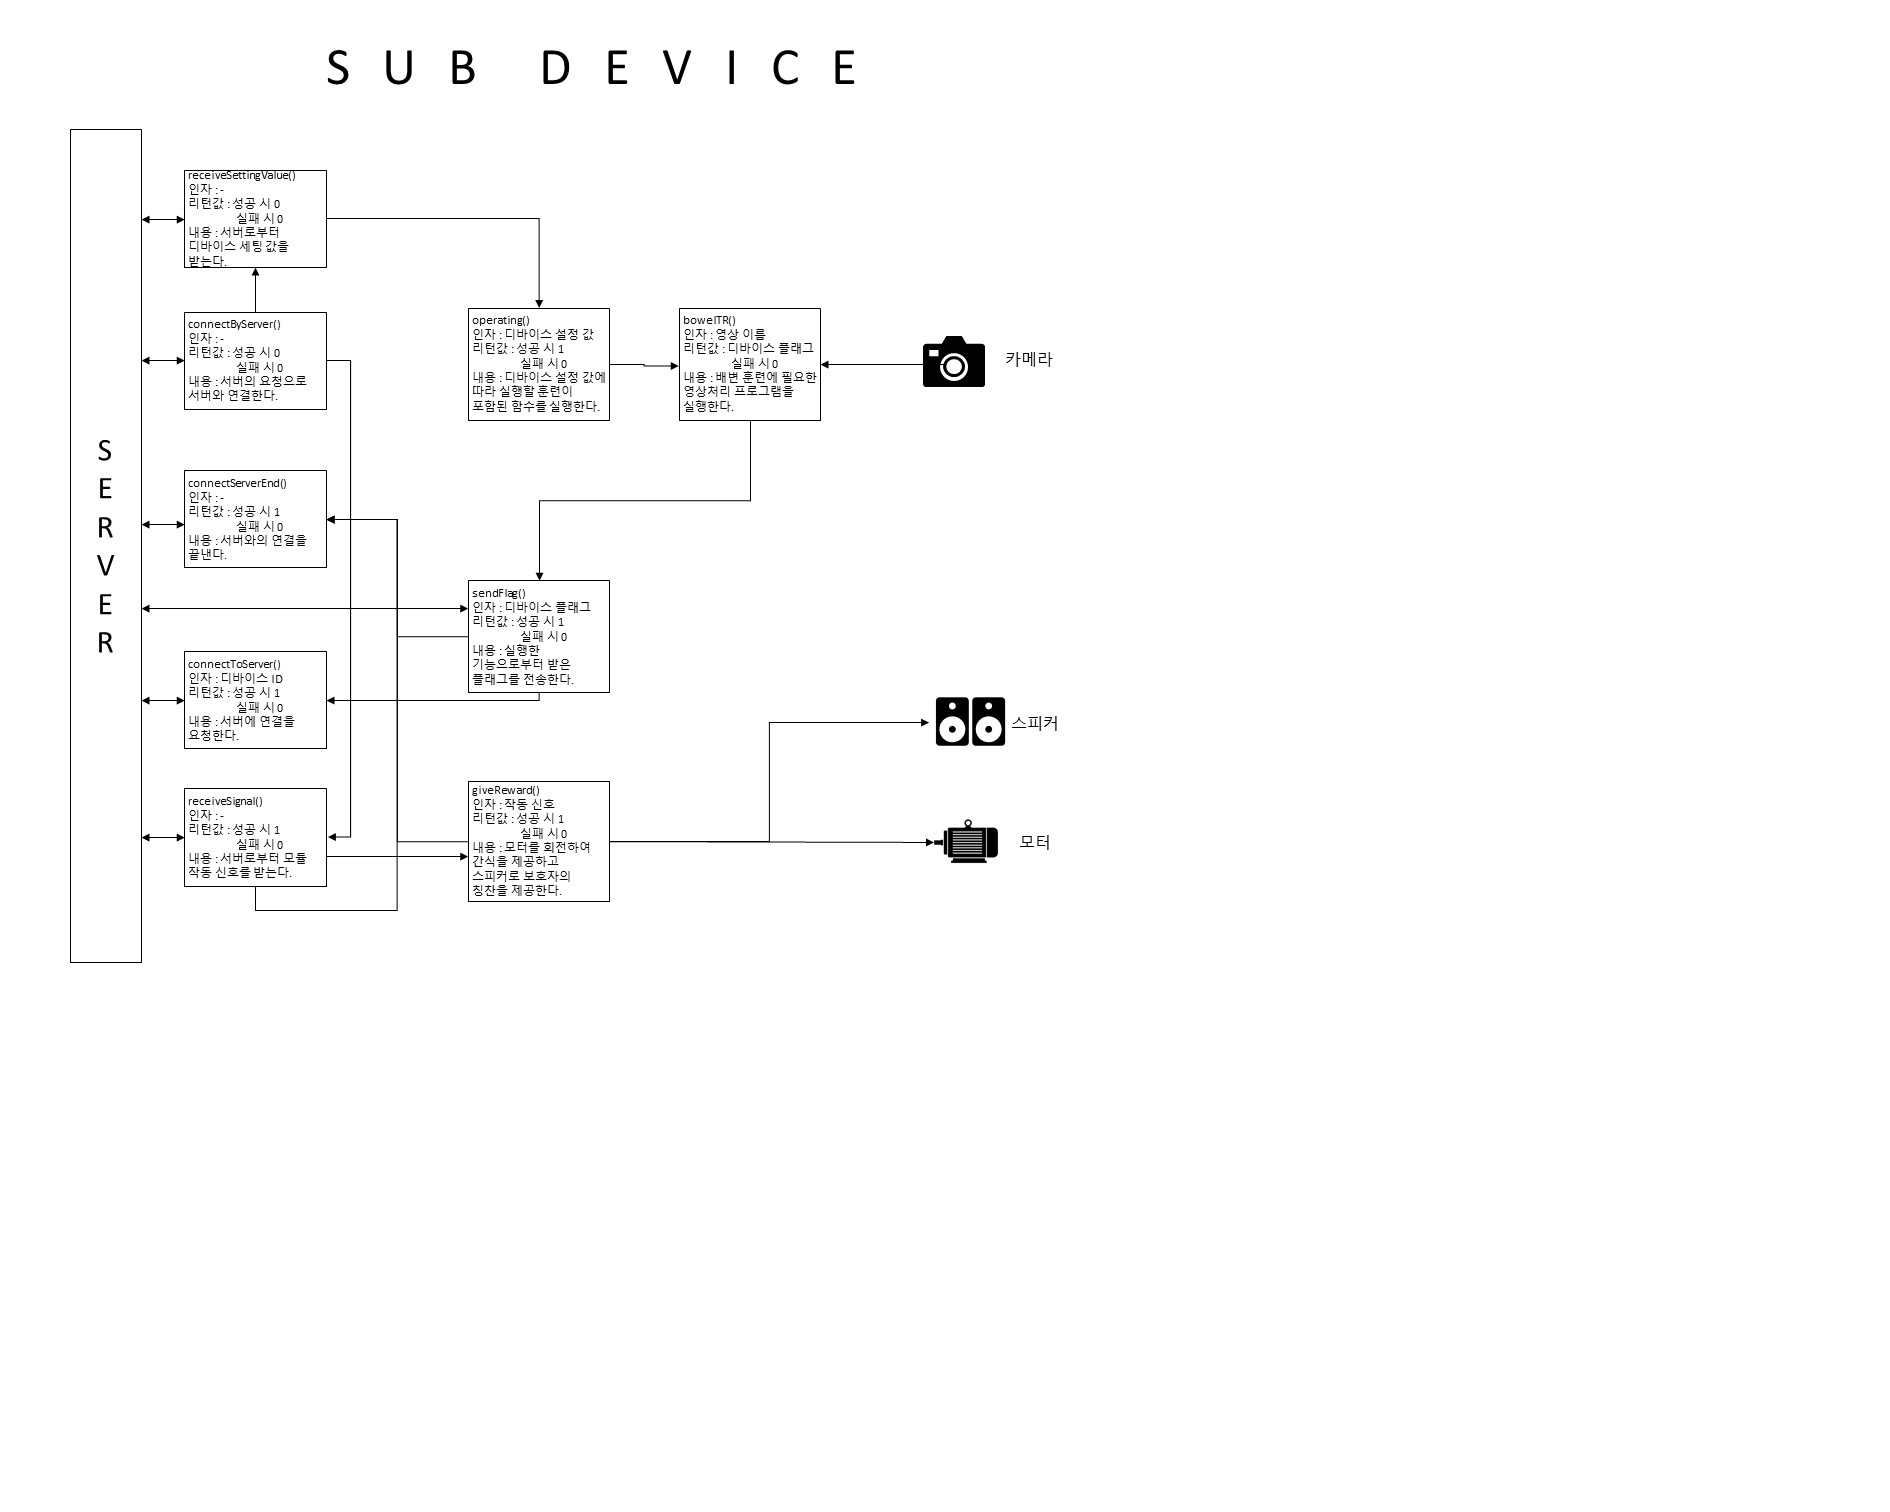 SUB DEVICE
SERVER
receiveSettingValue()
인자 : -
리턴값 : 성공 시 0
실패 시 0
내용 : 서버로부터
디바이스 세팅 값을
받는다.
connectByServer()
인자 : -
리턴값 : 성공 시 0
실패 시 0
내용 : 서버의 요청으로
서버와 연결한다.
operating()
인자 : 디바이스 설정 값
리턴값 : 성공 시 1
실패 시 0
내용 : 디바이스 설정 값에
따라 실행할 훈련이
포함된 함수를 실행한다.
bowelTR()
인자 : 영상 이름
리턴값 : 디바이스 플래그
실패 시 0
내용 : 배변 훈련에 필요한
영상처리 프로그램을
실행한다.
카메라
connectServerEnd()
인자 : -
리턴값 : 성공 시 1
실패 시 0
내용 : 서버와의 연결을
끝낸다.
sendFlag()
인자 : 디바이스 플래그
리턴값 : 성공 시 1
실패 시 0
내용 : 실행한
기능으로부터 받은
플래그를 전송한다.
connectToServer()
인자 : 디바이스 ID
리턴값 : 성공 시 1
실패 시 0
내용 : 서버에 연결을
요청한다.
스피커
receiveSignal()
인자 : -
리턴값 : 성공 시 1
실패 시 0
내용 : 서버로부터 모듈
작동 신호를 받는다.
giveReward()
인자 : 작동 신호
리턴값 : 성공 시 1
실패 시 0
내용 : 모터를 회전하여
간식을 제공하고
스피커로 보호자의
칭찬을 제공한다.
모터